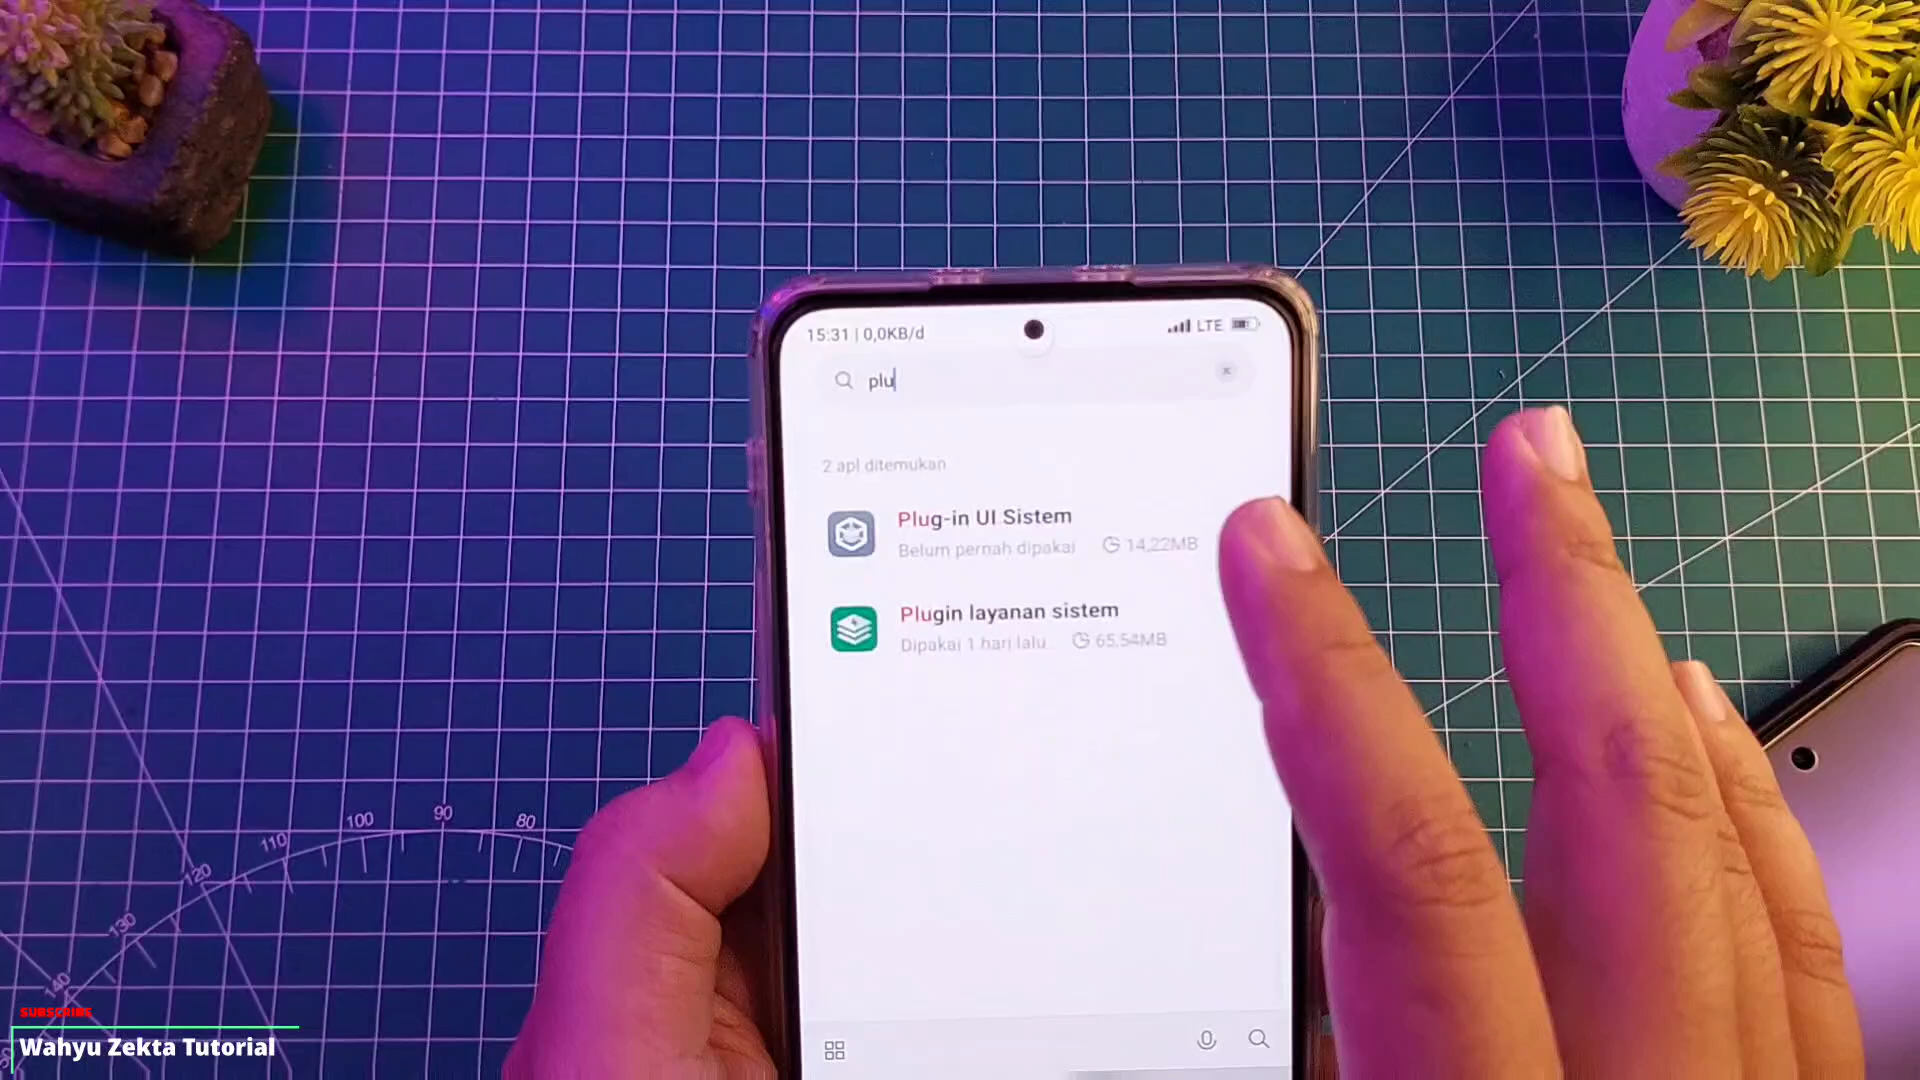 15:31 | 0,0KB/d
LTE
plu
2 apl ditemukan
Plug-in UI Sistem
Belum pernah dipakai 14,22MB
Plugin layanan sistem
Dipakai 1 hari lalu 65,54MB
80
90
100
110
120
130
140
SUBSCRIBE
Wahyu Zekta Tutorial